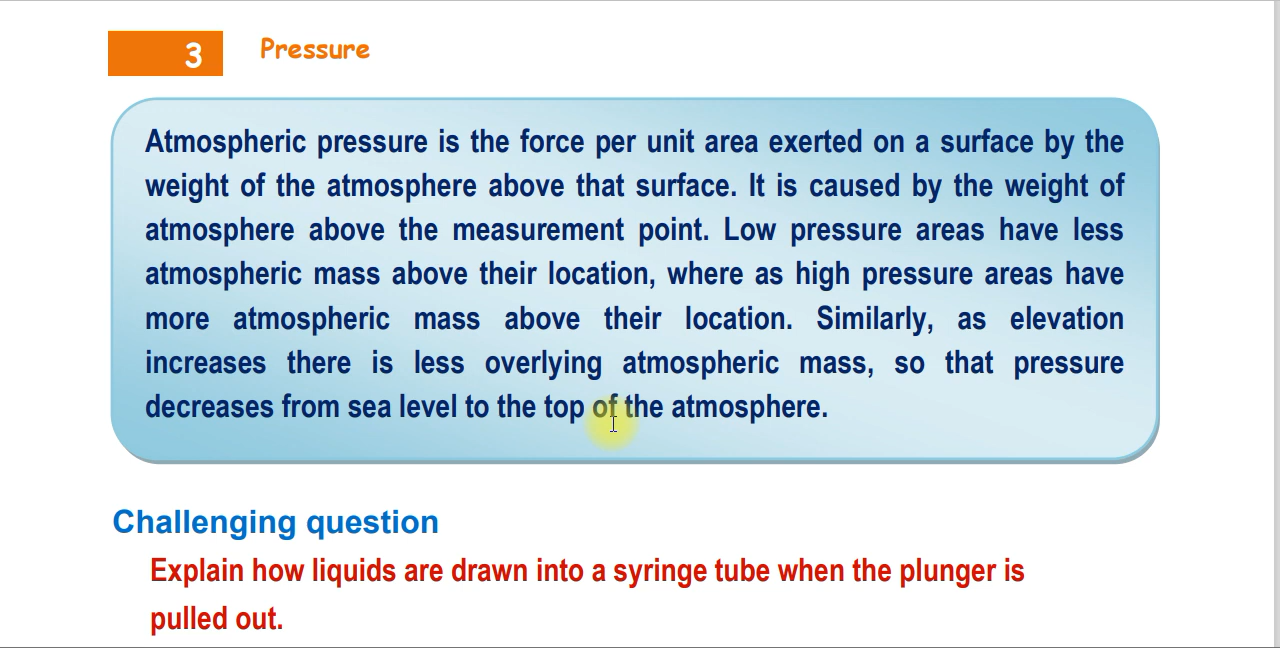 3 Pressure
Atmospheric pressure is the force per unit area exerted on a surface by the
weight of the atmosphere above that surface. It is caused by the weight of
atmosphere above the measurement point. Low pressure areas have less
atmospheric mass above their location, where as high pressure areas have
more atmospheric mass above their location. Similarly, as elevation
increases there is less overlying atmospheric mass, so that pressure
decreases from sea level to the top of the atmosphere.
Challenging question
Explain how liquids are drawn into a syringe tube when the plunger is
pulled out.